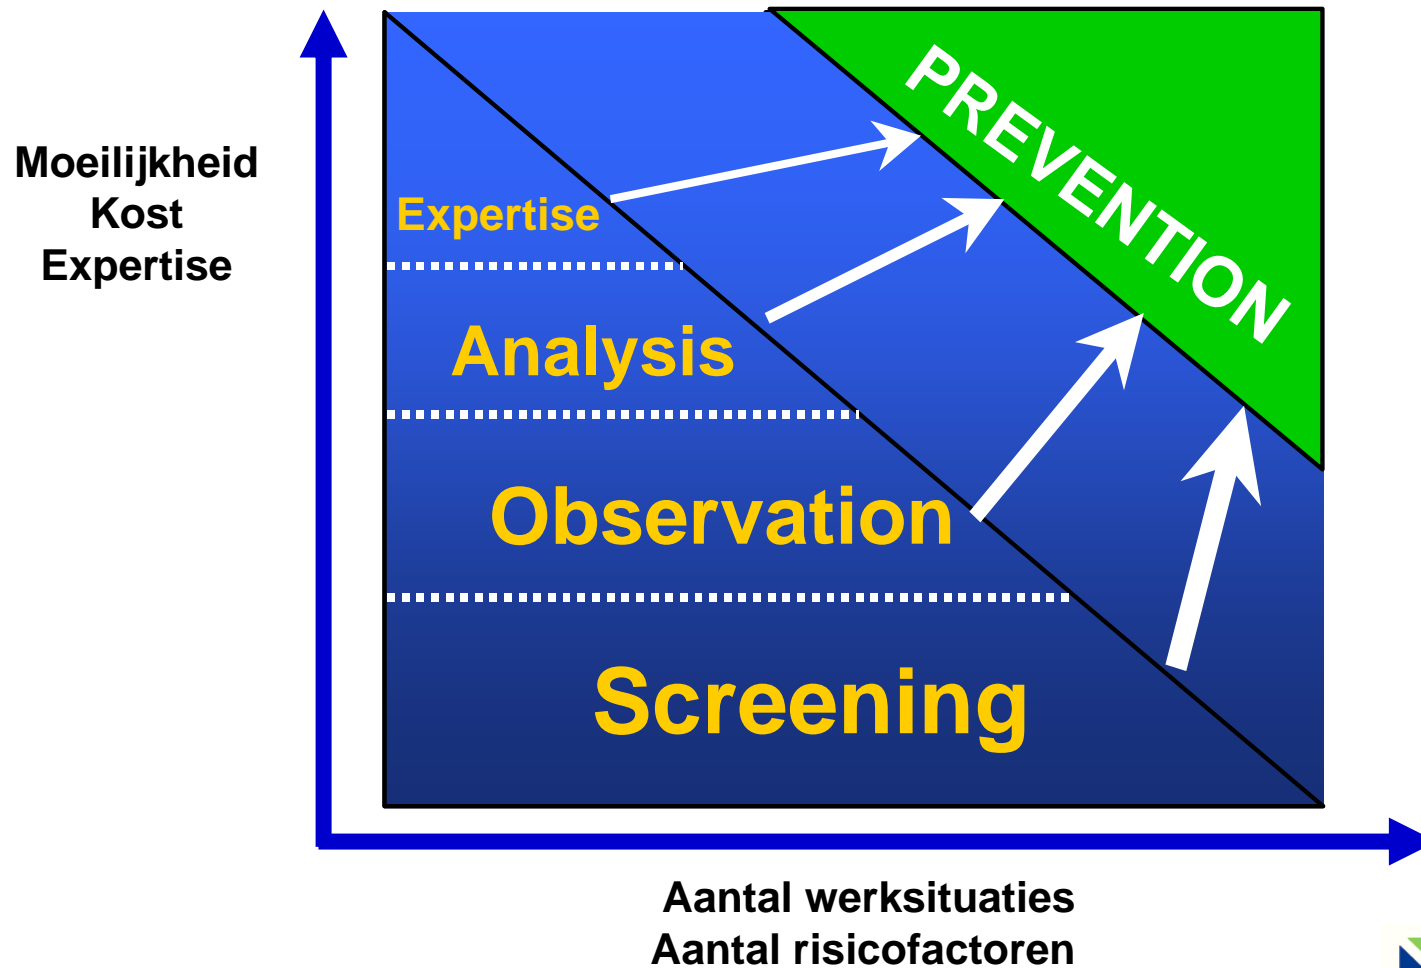 Moeilijkheid
Kost
Expertise
PREVENTION
Expertise
Analysis
Observation
Screening
Aantal werksituaties
Aantal risicofactoren